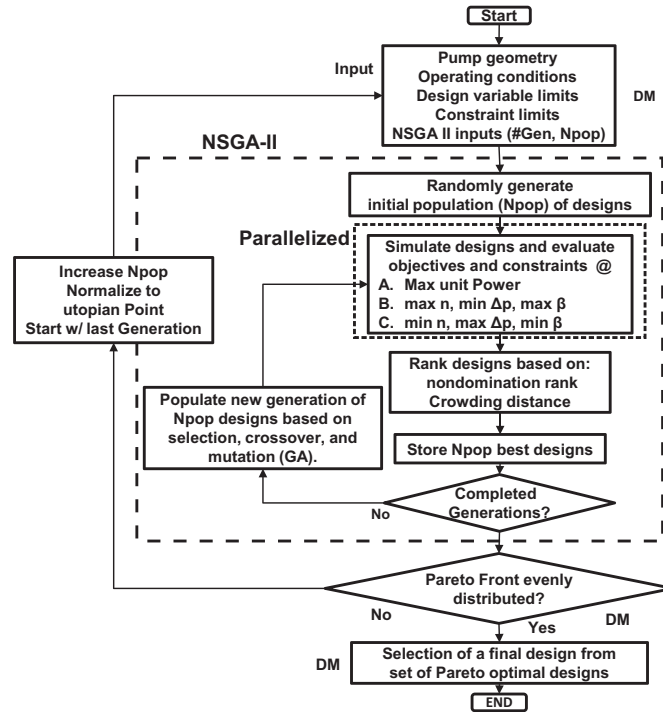 Start
Input
Pump geometry
Operating conditions
Design variable limits
Constraint limits
NSGA II inputs (#Gen, Npop)
DM
NSGA-II
Randomly generate
initial population (Npop) of designs
Parallelized
Simulate designs and evaluate
objectives and constraints @
A. Max unit Power
B. max n, min Δp, max β
C. min n, max Δp, min β
Increase Npop
Normalize to
utopian Point
Start w/ last Generation
Rank designs based on:
nondomination rank
Crowding distance
Populate new generation of
Npop designs based on
selection, crossover, and
mutation (GA).
Store Npop best designs
Completed
Generations?
No
Pareto Front evenly
distributed?
No
Yes
DM
DM
Selection of a final design from
set of Pareto optimal designs
END